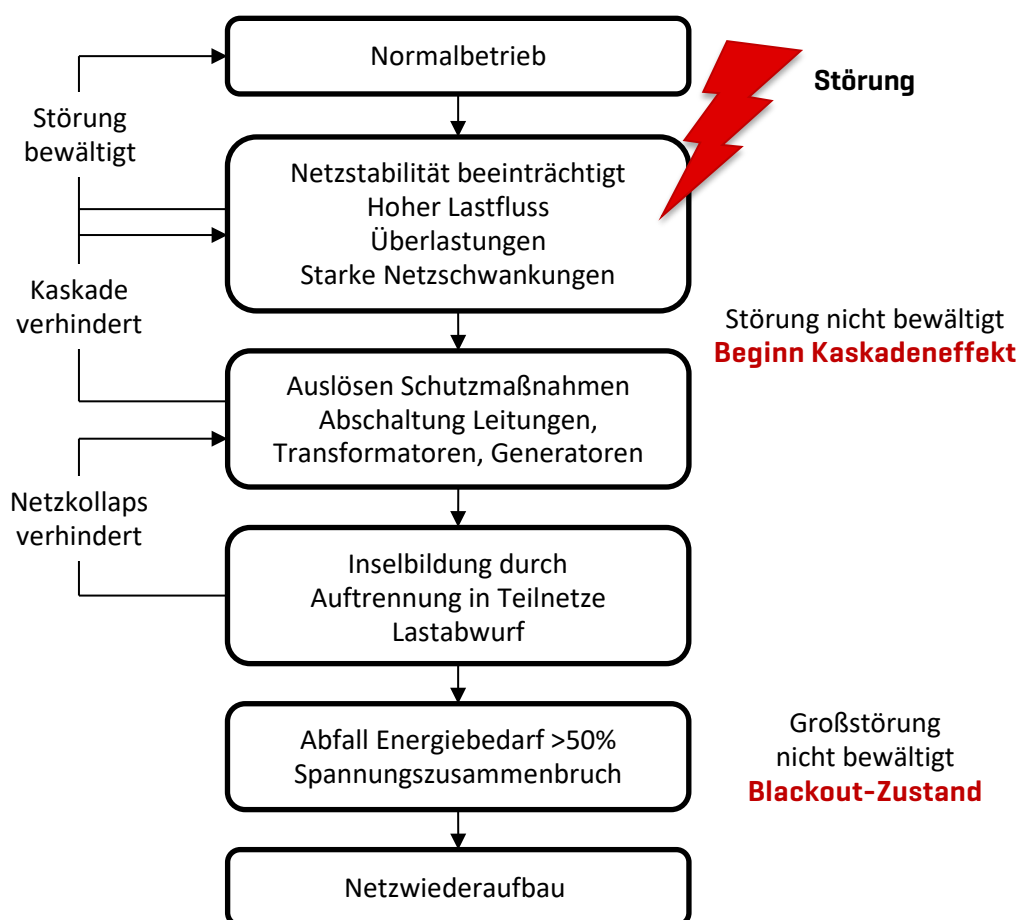 Normalbetrieb
Störung
Störung
bewältigt
Netzstabilität beeinträchtigt
Hoher Lastfluss
Überlastungen
Starke Netzschwankungen
Kaskade
verhindert
Störung nicht bewältigt
Beginn Kaskadeneffekt
Auslösen Schutzmaßnahmen
Abschaltung Leitungen,
Transformatoren, Generatoren
Netzkollaps
verhindert
Inselbildung durch
Auftrennung in Teilnetze
Lastabwurf
Abfall Energiebedarf >50%
Spannungszusammenbruch
Großstörung
nicht bewältigt
Blackout-Zustand
Netzwiederaufbau